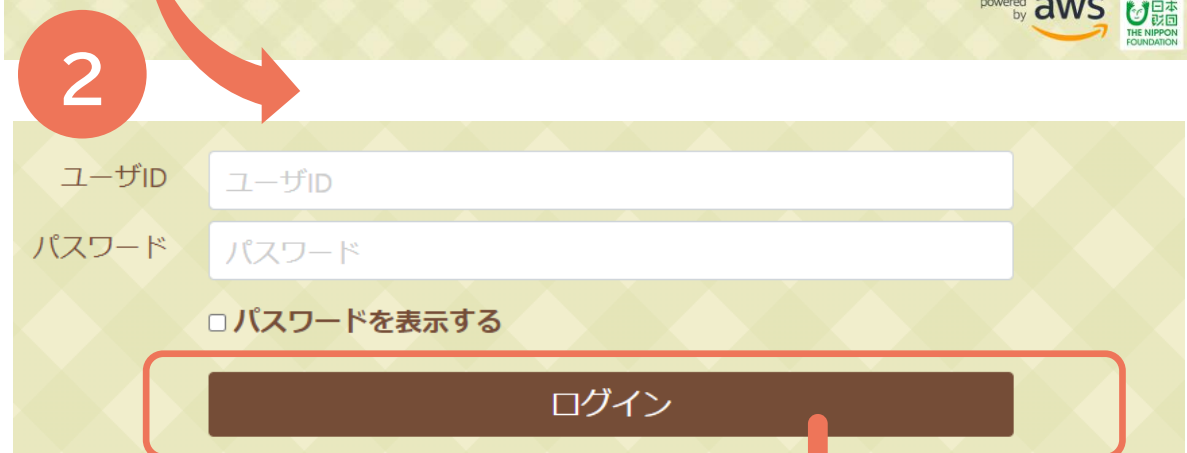 powered
by aws
日本
財団
THE NIPPON
FOUNDATION
2
ユーザID
ユーザID
パスワード
パスワード
パスワードを表示する
ログイン